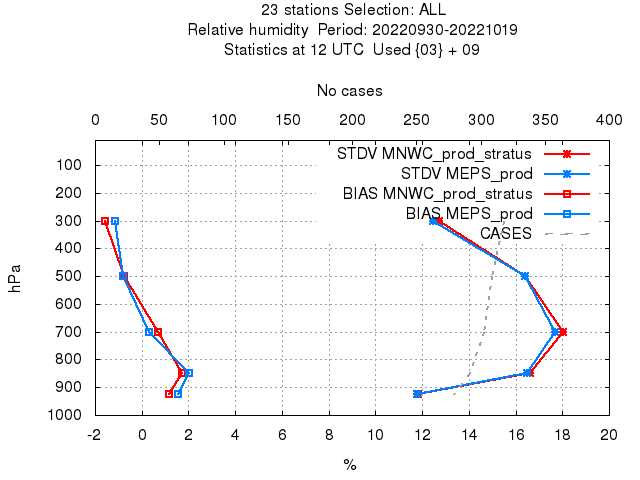 23 stations Selection: ALL
Relative humidity  Period: 20220930-20221019
Statistics at 12 UTC  Used {03} + 09
No cases
0 50 100 150 200 250 300 350 400
STDV MNWC_prod_stratus
STDV MEPS_prod
BIAS MNWC_prod_stratus
BIAS MEPS_prod
CASES
hPa
100
200
300
400
500
600
700
800
900
1000
-2 0 2 4 6 8 10 12 14 16 18 20
%